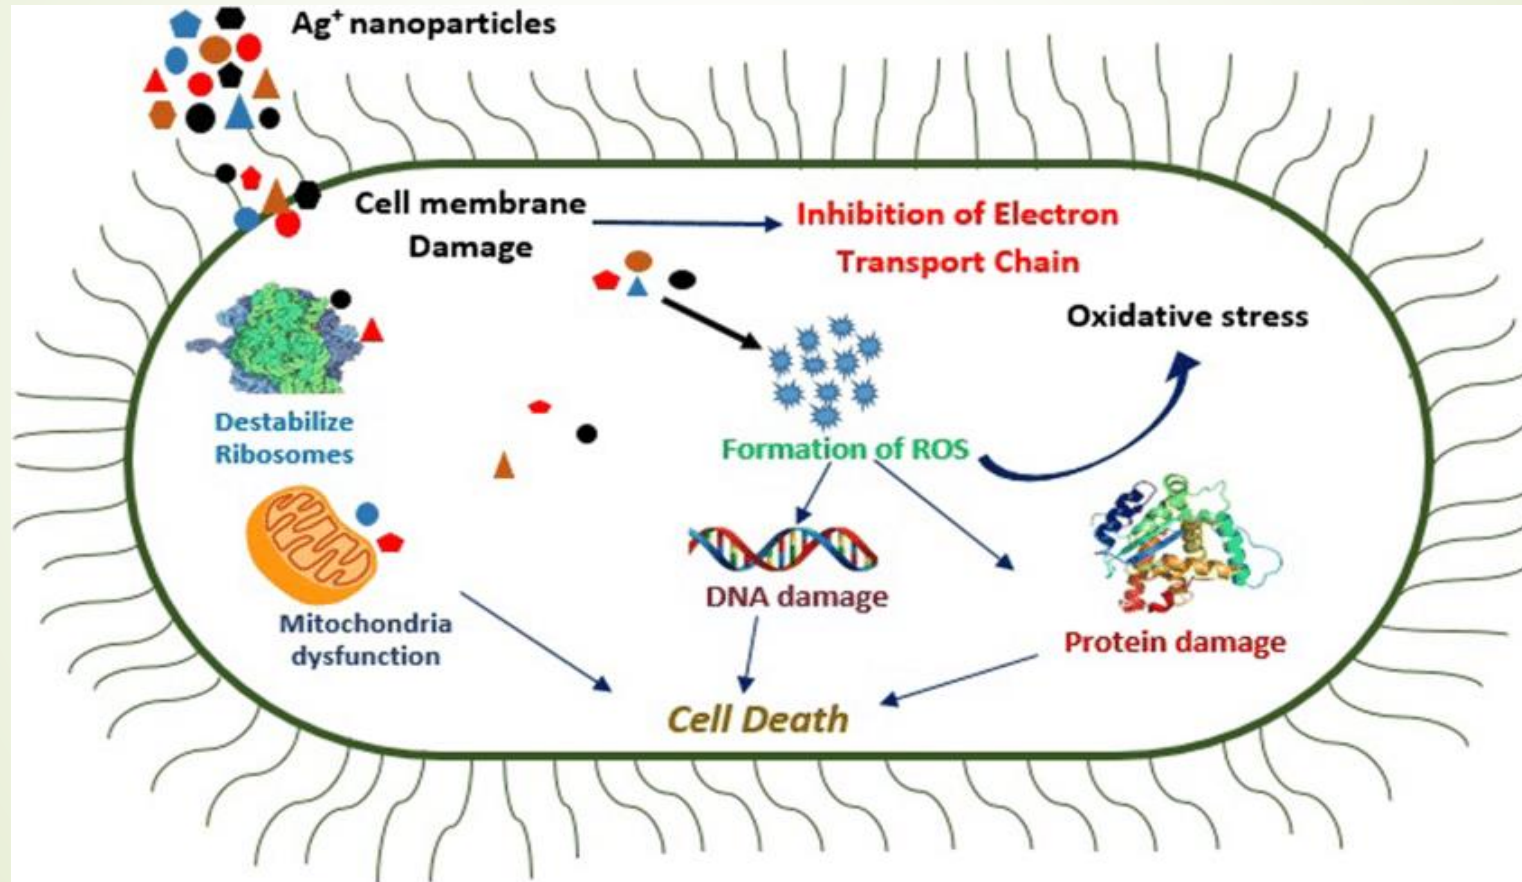 Ag⁺ nanoparticles
Cell membrane
Damage
Inhibition of Electron
Transport Chain
Oxidative stress
Destabilize
Ribosomes
Formation of ROS
Mitochondria
dysfunction
DNA damage
Protein damage
Cell Death